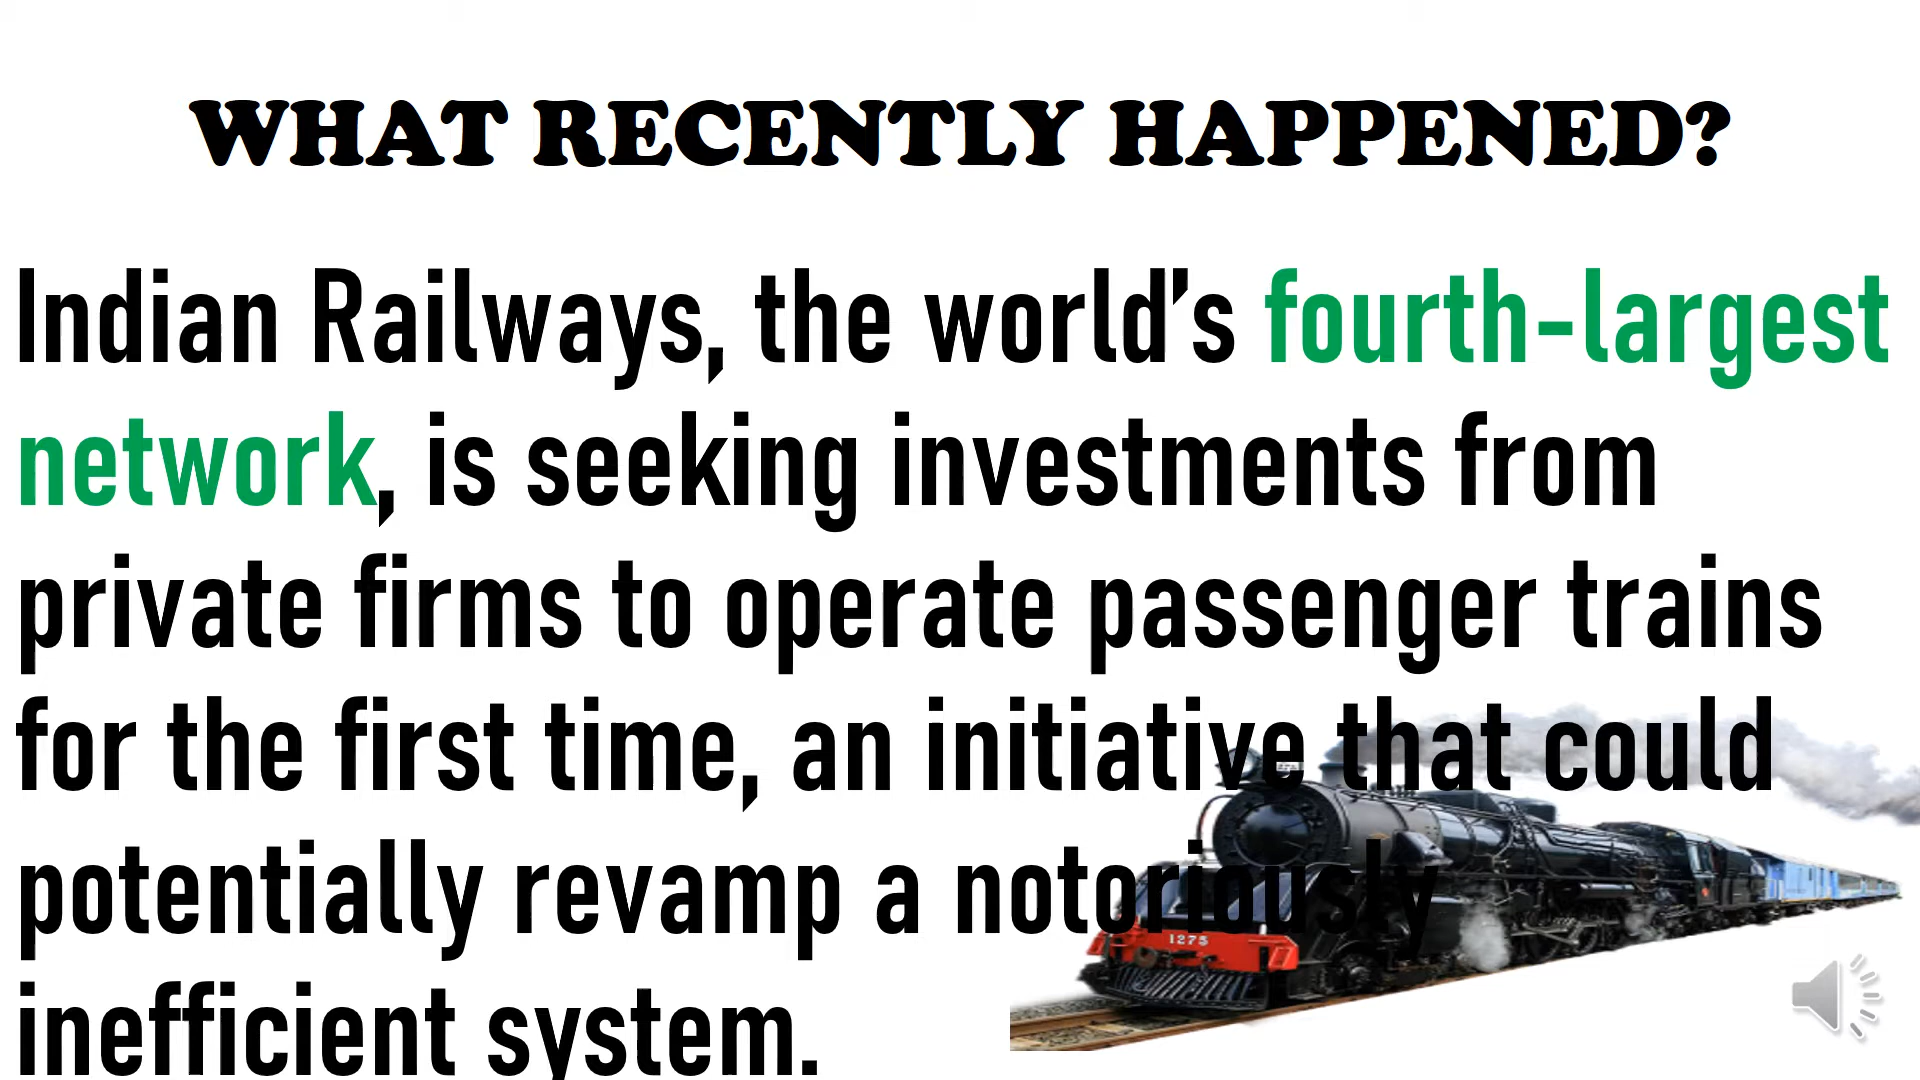 WHAT RECENTLY HAPPENED?
Indian Railways, the world's fourth-largest
network, is seeking investments from
private firms to operate passenger trains
for the first time, an initiative that could
potentially revamp a notoriously
inefficient system.
1275